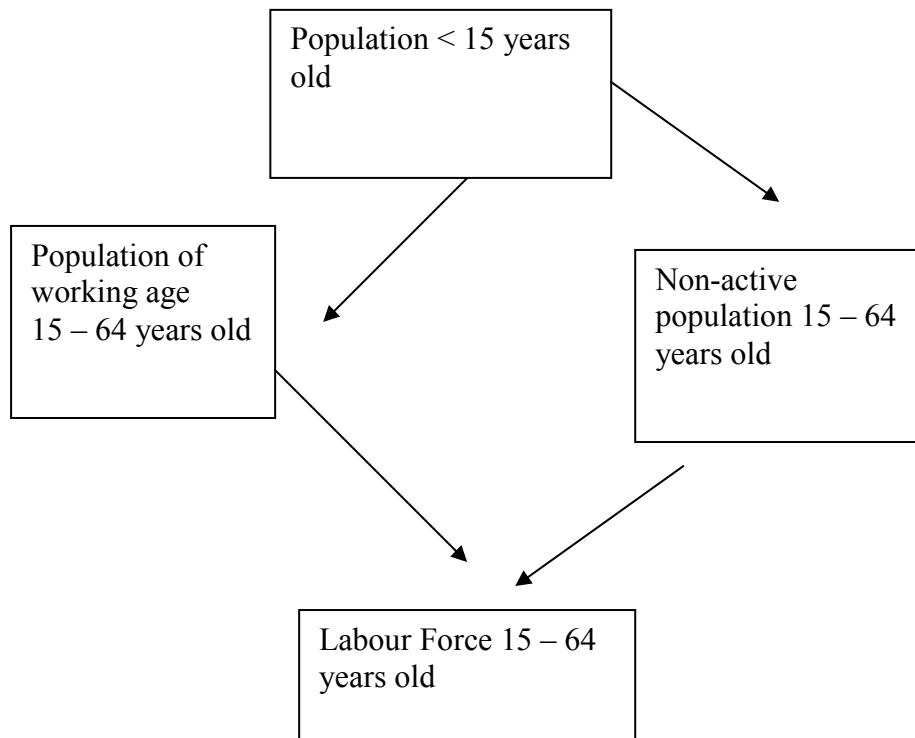 Population < 15 years
old
Population of
working age
15 – 64 years old
Non-active
population 15 – 64
years old
Labour Force 15 – 64
years old